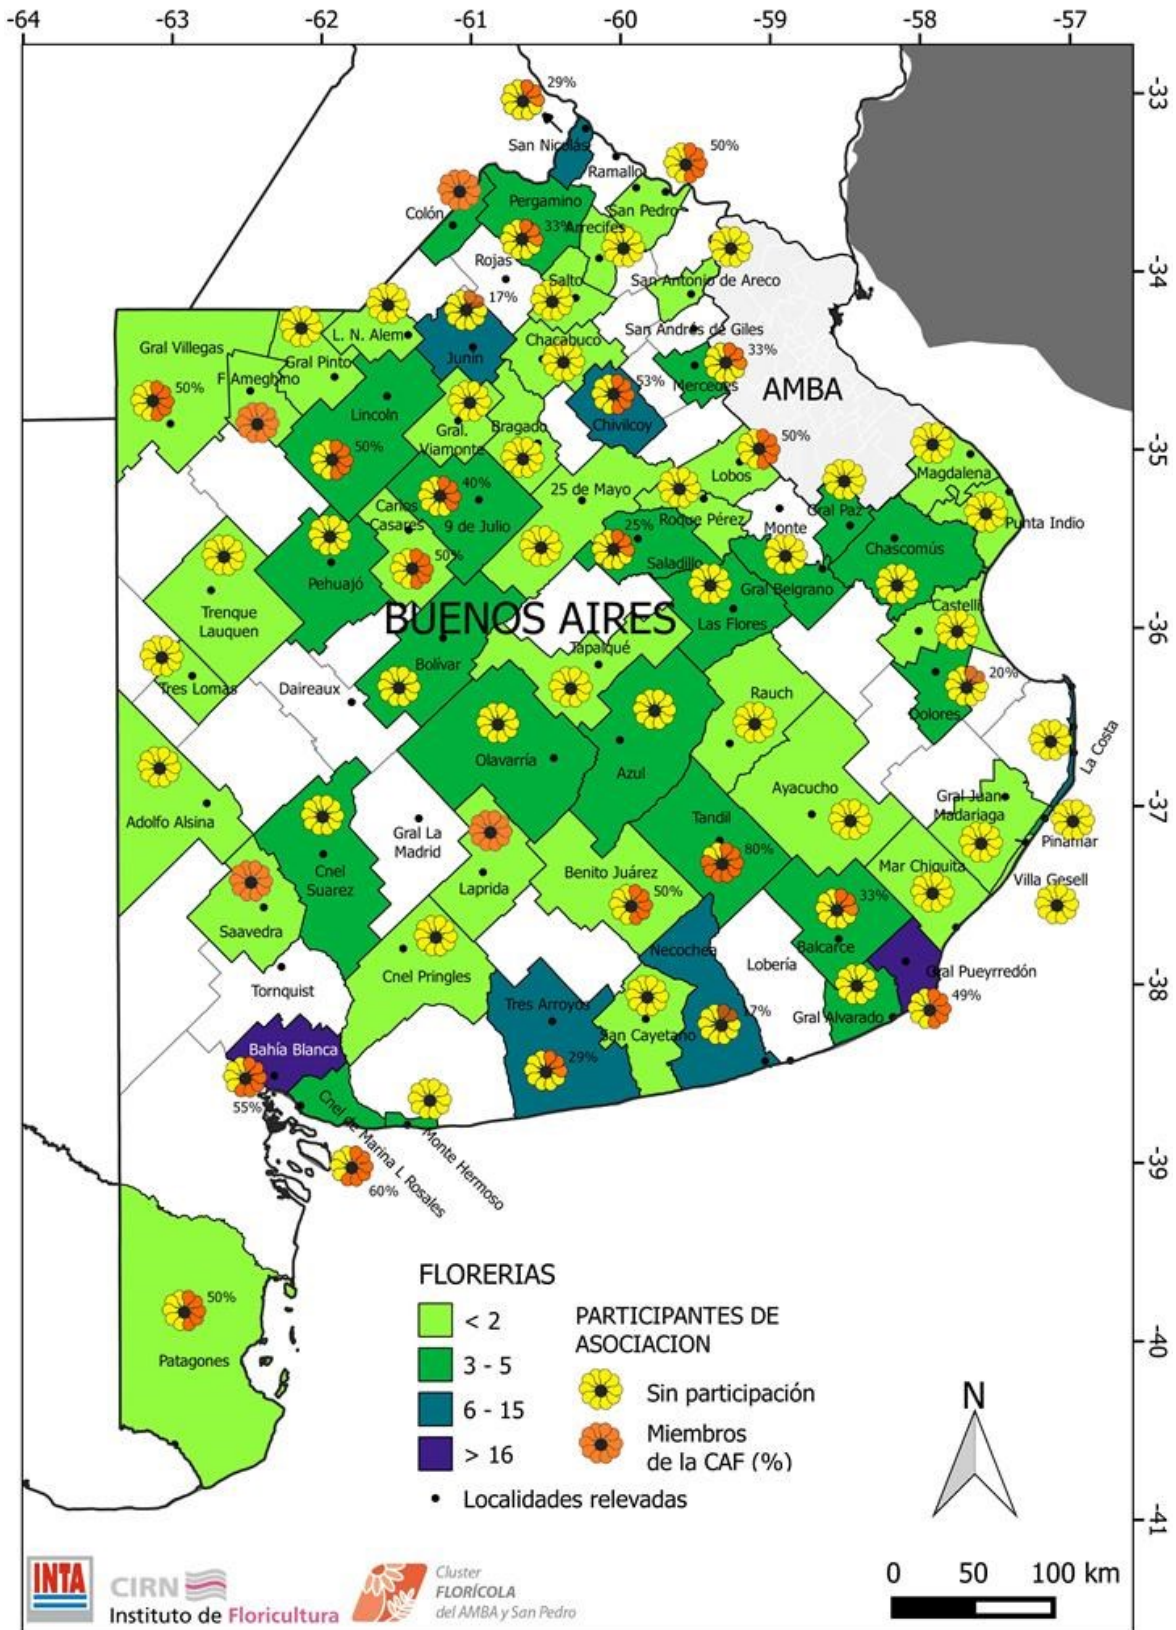 -64 -63 -62 -61 -60 -59 -58 -57
-33
29%
San Nicolás
50%
Ramallo
Colón
Pergamino
San Pedro
33%
Arrecifes
Rojas
-34
Salto
San Antonio de Areco
17%
L. N. Alem
San Andrés de Giles
Gral Villegas
Gral Pinto
Junín
Chacabuco
33%
F Ameghino
Mercedes
AMBA
50%
53%
Lincoln
Chivilcoy
Gral.
Viamonte
Bragado
50%
50%
-35
Lobos
Magdalena
40%
25 de Mayo
Carlos
Casares
9 de Julio
Roque Pérez
Gral Paz
Punta Indio
25%
Monte
Chascomús
50%
Saladillo
Pehuajó
Gral Belgrano
Trenque
Lauquen
BUENOS AIRES
Las Flores
Castelli
-36
Tapalqué
Bolívar
20%
Tres Lomas
Daireaux
Rauch
Dolores
La Costa
Olavarría
Azul
Ayacucho
Gral Juan
Madariaga
-37
Adolfo Alsina
Tandil
Gral La
Madrid
Pinamar
80%
Cnel
Suarez
Benito Juárez
Mar Chiquita
Villa Gesell
Laprida
50%
33%
Saavedra
Necochea
Balcarce
Lobería
Cnel Pringles
Gral Pueyrredón
-38
Tornquist
49%
Tres Arroyos
17%
Gral Alvarado
San Cayetano
Bahía Blanca
29%
55%
Cnel de Marina L Rosales
Monte Hermoso
-39
60%
FLORERIAS
50%
< 2
PARTICIPANTES DE
ASOCIACION
-40
Patagones
3 - 5
Sin participación
6 - 15
N
Miembros
de la CAF (%)
> 16
Localidades relevadas
-41
INTA
CIRN
Instituto de Floricultura
Cluster
FLORÍCOLA
del AMBA y San Pedro
0 50 100 km